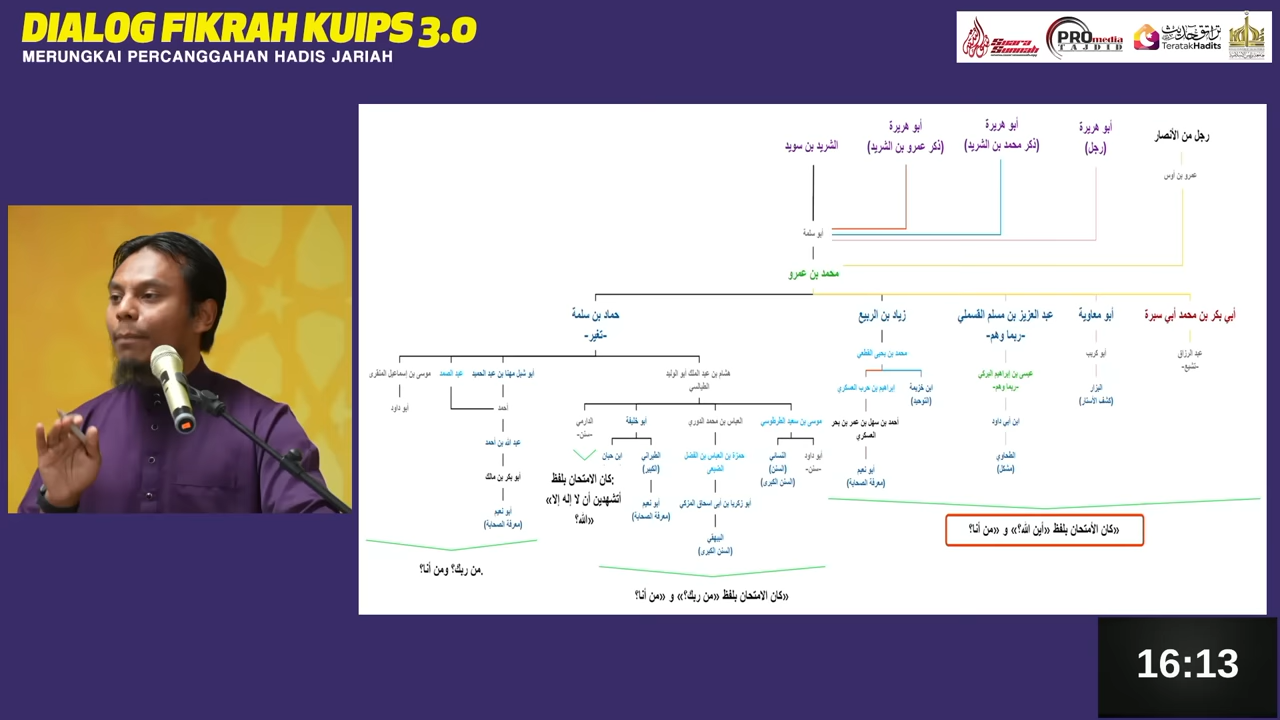 DIALOG FIKRAH KUIPS 3.0
MERUNGKAI PERCANGGAHAN HADIS JARIAH
Suara Sunnah
PRO media
TAJDID
TeratakHadits
رجل من الأنصار
أبو هريرة
(رجل)
أبو هريرة
(ذكر محمد بن الشريد)
أبو هريرة
(ذكر عمرو بن الشريد)
الشريد بن سويد
عمرو بن أوس
أبو سلمة
محمد بن عمرو
أبي بكر بن محمد أبي سبرة
أبو معاوية
عبد العزيز بن مسلم القسملي
-ربما وهم-
زياد بن الربيع
حماد بن سلمة
-تغير-
عبد الرزاق
-تشيع-
أبو كريب
البزار
(كشف الأستار)
عيسى بن إبراهيم البركي
-ربما وهم-
ابن أبي داود
الطحاوي
(مشكل)
محمد بن يحيى القطعي
ابن خزيمة
(التوحيد)
إبراهيم بن حرب العسكري
أحمد بن سهل بن عمر بن بحر
العسكري
أبو نعيم
(معرفة الصحابة)
هشام بن عبد الملك أبو الوليد
الطيالسي
أبو شبل مهنا بن عبد الحميد
عبد الصمد
موسى بن إسماعيل المنقرى
أبو داود
أحمد
عبد الله بن أحمد
أبو بكر بن مالك
أبو نعيم
(معرفة الصحابة)
موسى بن سعيد الطرطوسي
العباس بن محمد الدوري
أبو خليفة
الدارمي
-سنن-
أبو داود
-سنن-
النسائي
(السنن)
(السنن الكبرى)
حمزة بن العباس بن الفضل
الضبعي
أبو زكريا بن أبي اسحاق المزكي
البيهقي
(السنن الكبرى)
الطبراني
(الكبير)
ابن حبان
أبو نعيم
(معرفة الصحابة)
كان الامتحان بلفظ:
«أتشهدين أن لا إله إلا
الله؟»
من ربك؟ ومن أنا؟.
كان الامتحان بلفظ «من ربك؟» و «من أنا؟»
كان الأمتحان بلفظ «أين الله؟» و «من أنا؟»
16:13